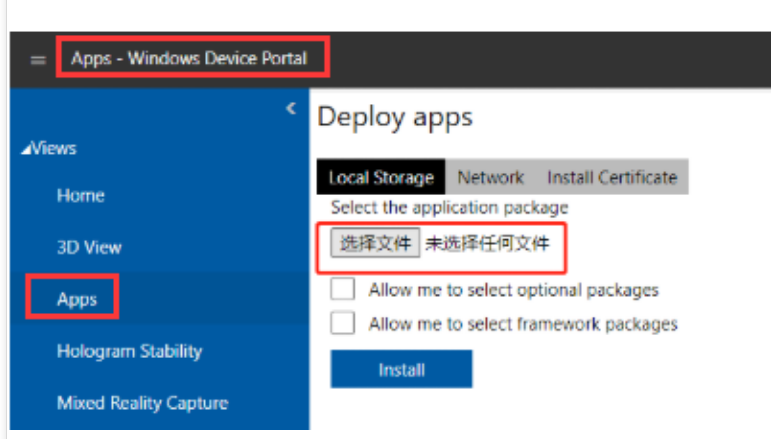 Apps - Windows Device Portal
Views
Home
3D View
Apps
Hologram Stability
Mixed Reality Capture
Deploy apps
Local Storage Network Install Certificate
Select the application package
选择文件 未选择任何文件
Allow me to select optional packages
Allow me to select framework packages
Install